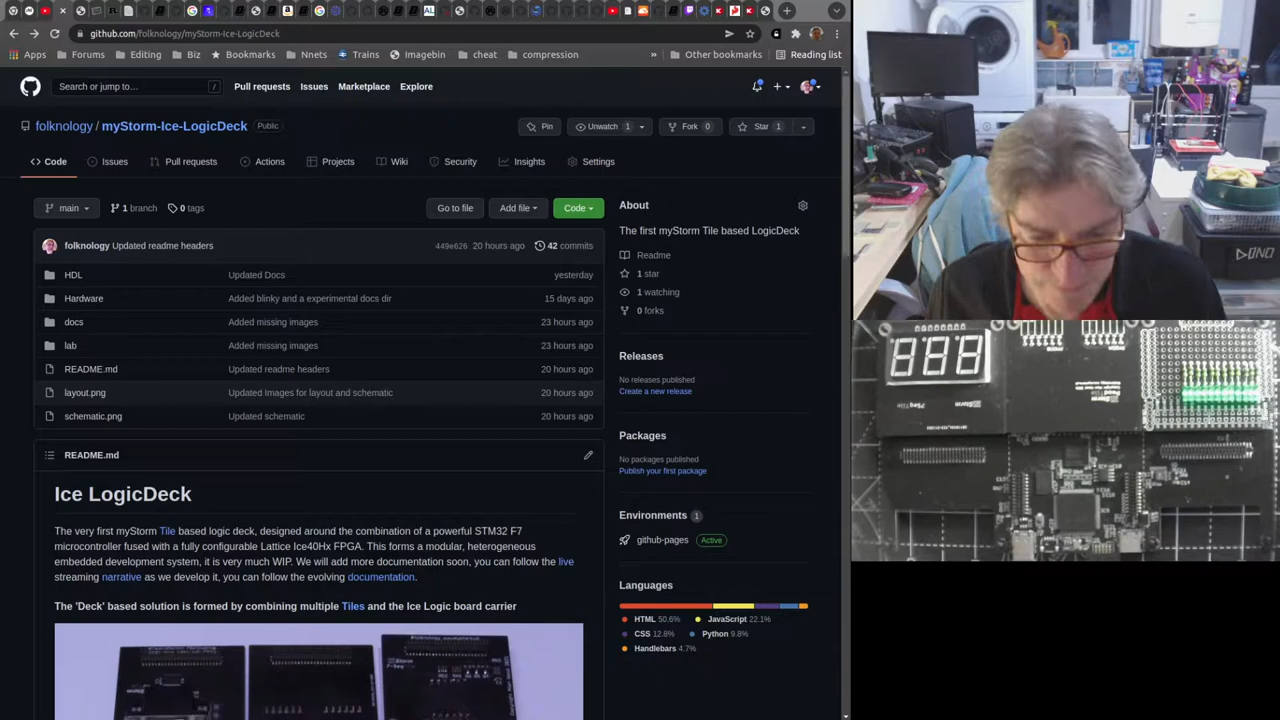 github.com/folknology/myStorm-Ice-LogicDeck
Apps
Forums
Editing
Biz
Bookmarks
Nnets
Trains
Imagebin
cheat
compression
»
Other bookmarks
Reading list
Search or jump to...
/
Pull requests
Issues
Marketplace
Explore
folknology / myStorm-Ice-LogicDeck
Public
Pin
Unwatch 1
Fork 0
Star 1
Code
Issues
Pull requests
Actions
Projects
Wiki
Security
Insights
Settings
main
1 branch
0 tags
Go to file
Add file
Code
folknology Updated readme headers
449e626 20 hours ago
42 commits
HDL Updated Docs yesterday
Hardware Added blinky and a experimental docs dir 15 days ago
docs Added missing images 23 hours ago
lab Added missing images 23 hours ago
README.md Updated readme headers 20 hours ago
layout.png Updated Images for layout and schematic 20 hours ago
schematic.png Updated schematic 20 hours ago
README.md
Ice LogicDeck
The very first myStorm Tile based logic deck, designed around the combination of a powerful STM32 F7
microcontroller fused with a fully configurable Lattice Ice40Hx FPGA. This forms a modular, heterogeneous
embedded development system, it is very much WIP. We will add more documentation soon, you can follow the live
streaming narrative as we develop it, you can follow the evolving documentation.
The 'Deck' based solution is formed by combining multiple Tiles and the Ice Logic board carrier
About
The first myStorm Tile based LogicDeck
Readme
1 star
1 watching
0 forks
Releases
No releases published
Create a new release
Packages
No packages published
Publish your first package
Environments 1
github-pages Active
Languages
HTML 50.6%
JavaScript 22.1%
CSS 12.8%
Python 9.8%
Handlebars 4.7%